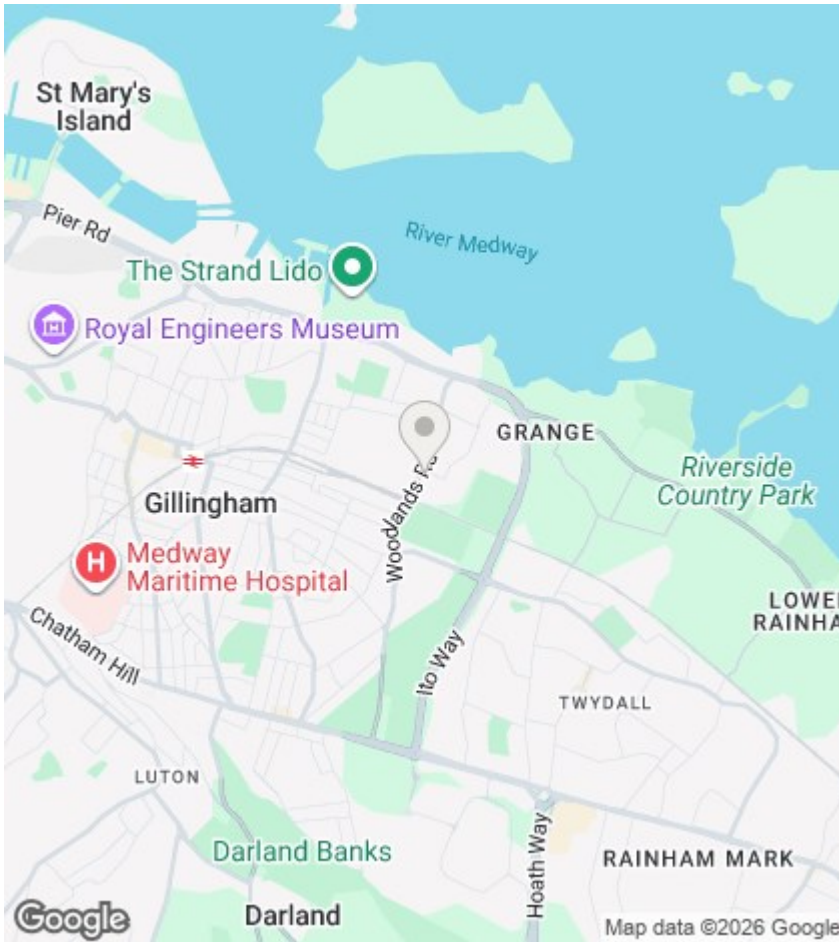 St Mary's
Island
Pier Rd
River Medway
The Strand Lido
Royal Engineers Museum
GRANGE
Riverside
Country Park
Woodlands Rd
Gillingham
H
Medway
Maritime Hospital
LOWE
RAINHA
Chatham Hill
Ito Way
TWYDALL
LUTON
Darland Banks
Hoath Way
RAINHAM MARK
Darland
Google
Map data ©2026 Google